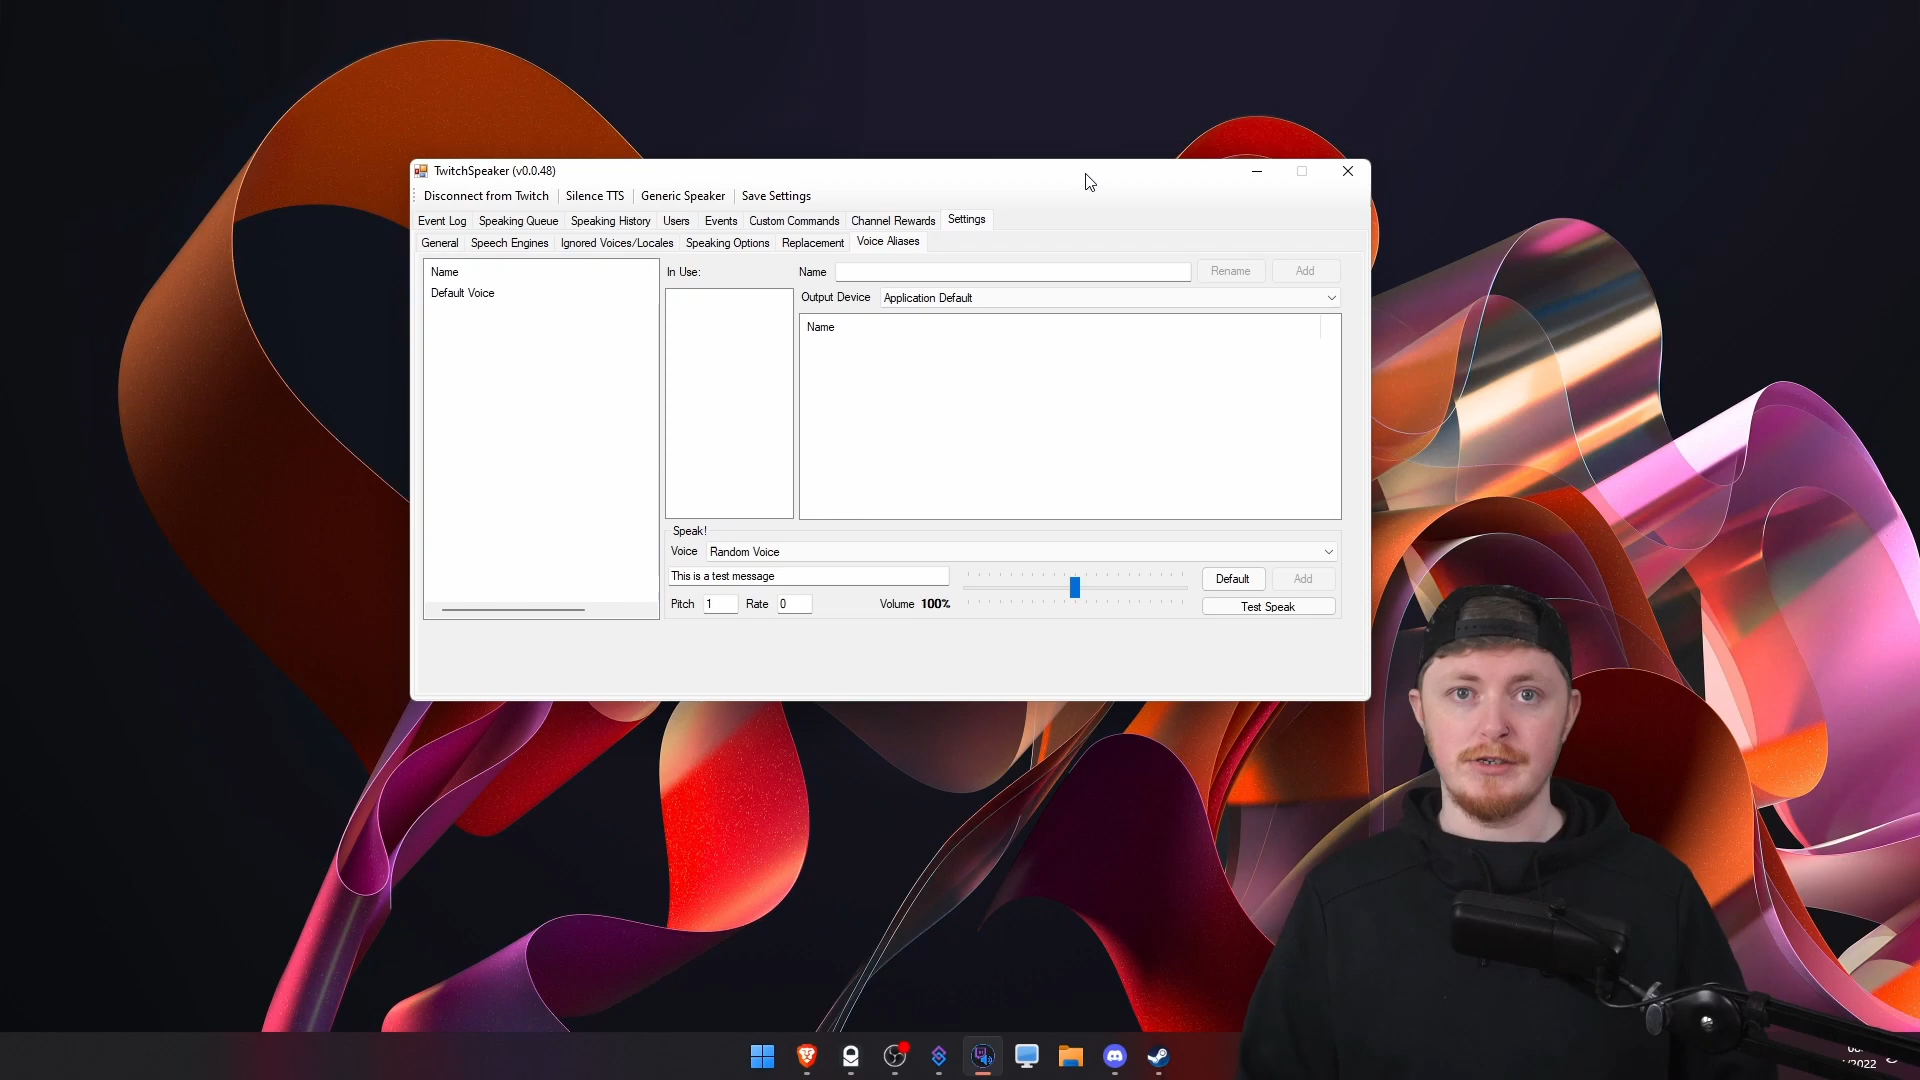 TwitchSpeaker (v0.0.48)
Disconnect from Twitch Silence TTS Generic Speaker Save Settings
Event Log Speaking Queue Speaking History Users Events Custom Commands Channel Rewards Settings
General Speech Engines Ignored Voices/Locales Speaking Options Replacement Voice Aliases
Name In Use: Name Rename Add
Default Voice Output Device Application Default
Name
Speak!
Voice Random Voice
This is a test message Default Add
Pitch 1 Rate 0 Volume 100% Test Speak
/2022